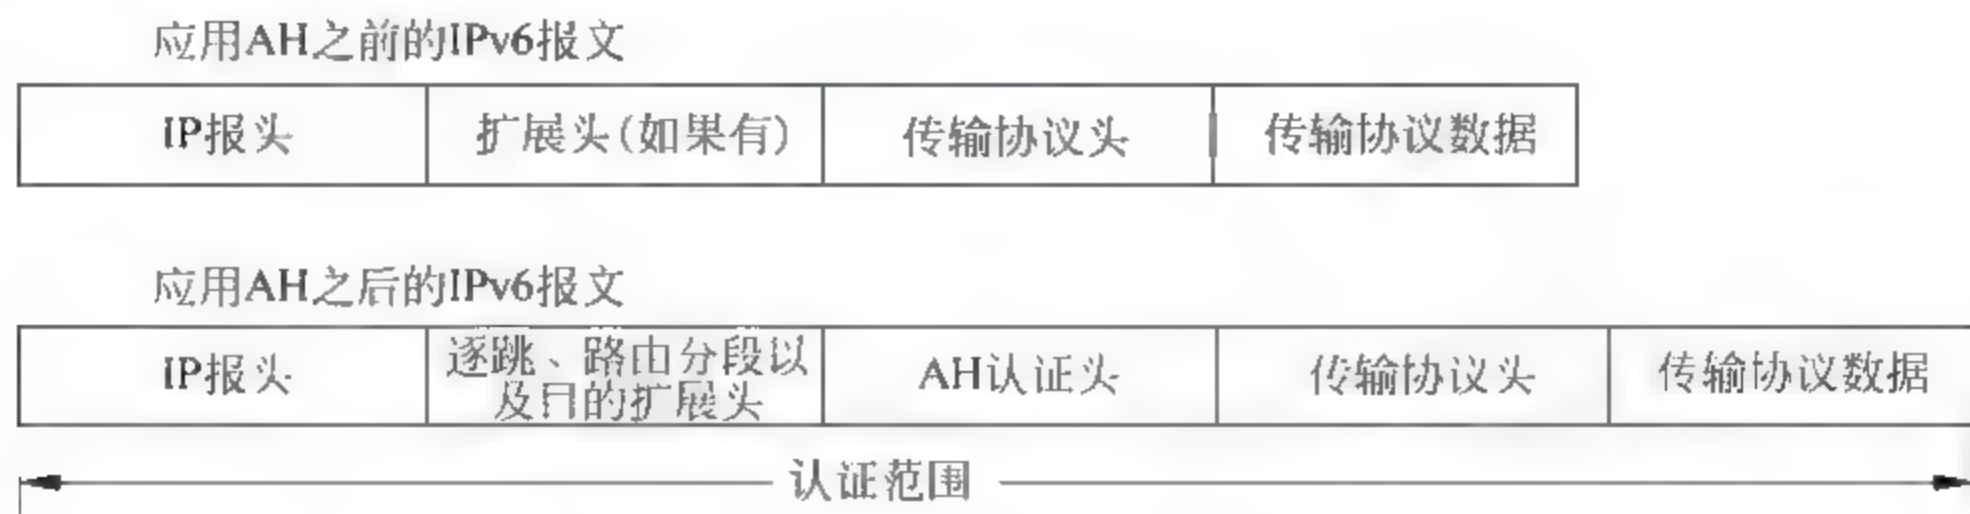 应用AH之前的IPv6报文
IP报头 扩展头(如果有) 传输协议头 传输协议数据
应用AH之后的IPv6报文
IP报头 逐跳、路由分段以及目的扩展头 AH认证头 传输协议头 传输协议数据
认证范围